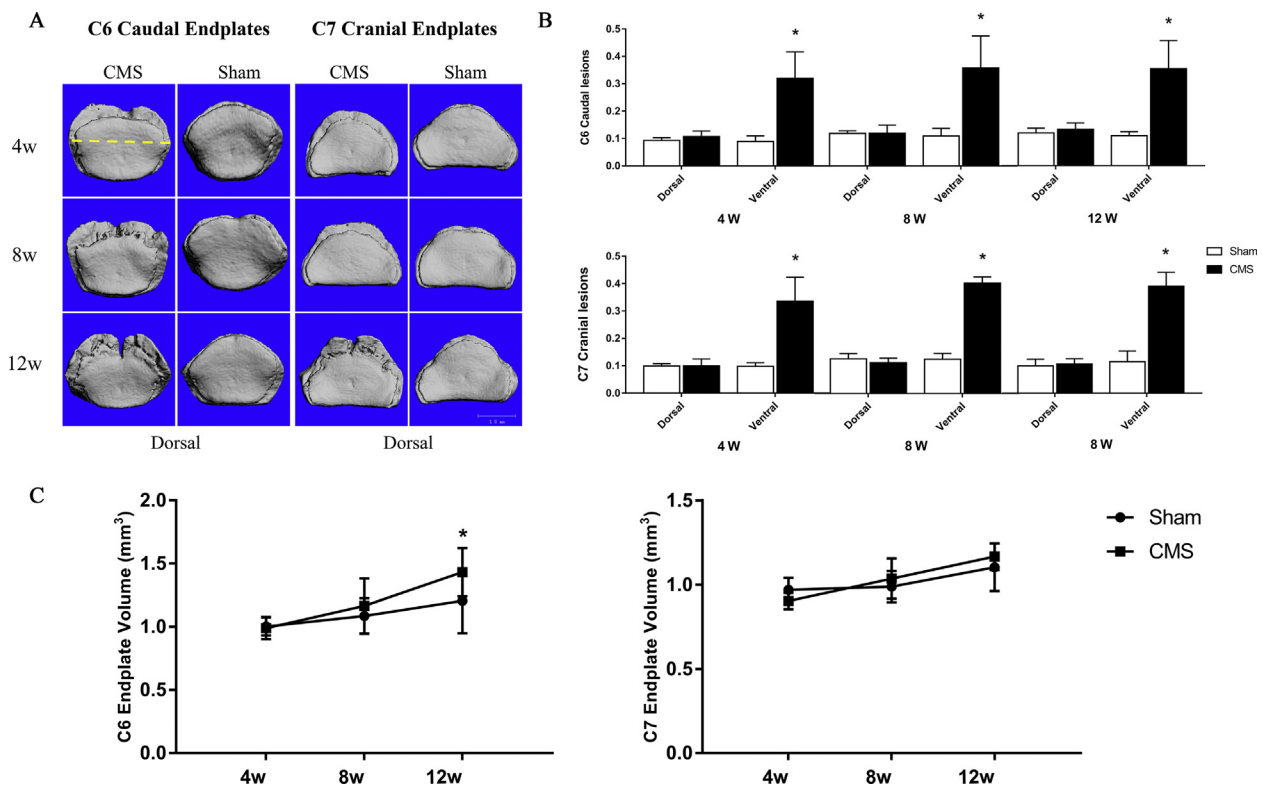 A
C6 Caudal Endplates
C7 Cranial Endplates
CMS
Sham
CMS
Sham
4w
8w
12w
Dorsal
Dorsal
1.0 mm
B
C6 Caudal lesions
0.5
0.4
0.3
0.2
0.1
0.0
*
*
*
Dorsal
Ventral
Dorsal
Ventral
Dorsal
Ventral
4 W
8 W
12 W
C7 Cranial lesions
0.5
0.4
0.3
0.2
0.1
0.0
*
*
*
Dorsal
Ventral
Dorsal
Ventral
Dorsal
Ventral
4 W
8 W
8 W
Sham
CMS
C
C6 Endplate Volume (mm³)
2.0
1.5
1.0
0.5
0.0
*
4w
8w
12w
C7 Endplate Volume (mm³)
1.5
1.0
0.5
0.0
4w
8w
12w
Sham
CMS